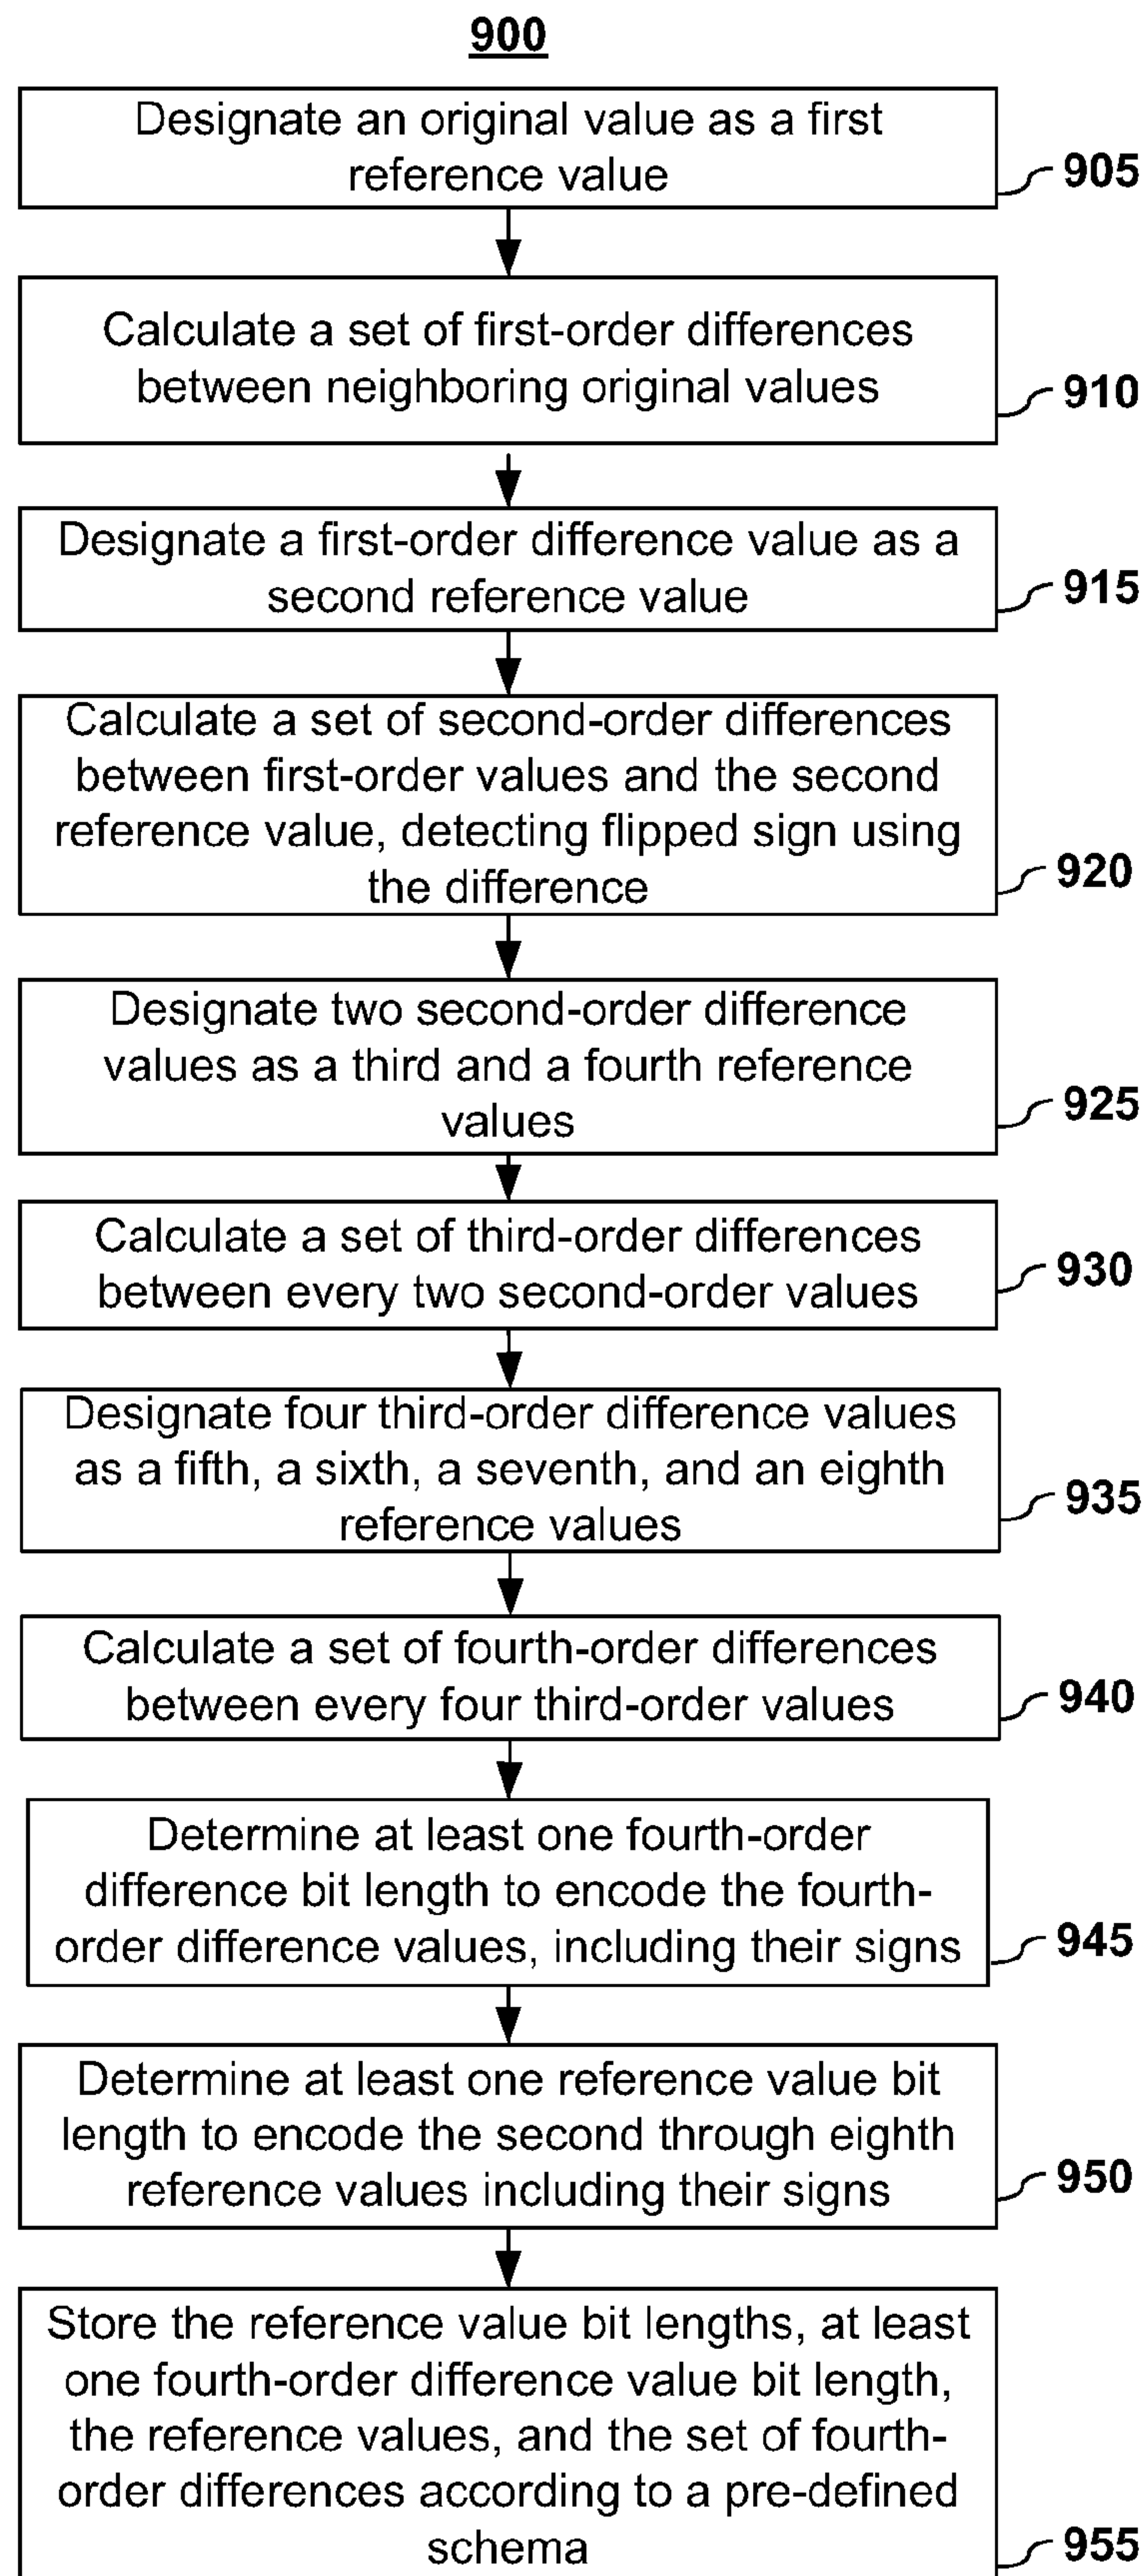 900
Designate an original value as a first
reference value
905
Calculate a set of first-order differences
between neighboring original values
910
Designate a first-order difference value as a
second reference value
915
Calculate a set of second-order differences
between first-order values and the second
reference value, detecting flipped sign using
the difference
920
Designate two second-order difference
values as a third and a fourth reference
values
925
Calculate a set of third-order differences
between every two second-order values
930
Designate four third-order difference values
as a fifth, a sixth, a seventh, and an eighth
reference values
935
Calculate a set of fourth-order differences
between every four third-order values
940
Determine at least one fourth-order
difference bit length to encode the fourth-
order difference values, including their signs
945
Determine at least one reference value bit
length to encode the second through eighth
reference values including their signs
950
Store the reference value bit lengths, at least
one fourth-order difference value bit length,
the reference values, and the set of fourth-
order differences according to a pre-defined
schema
955